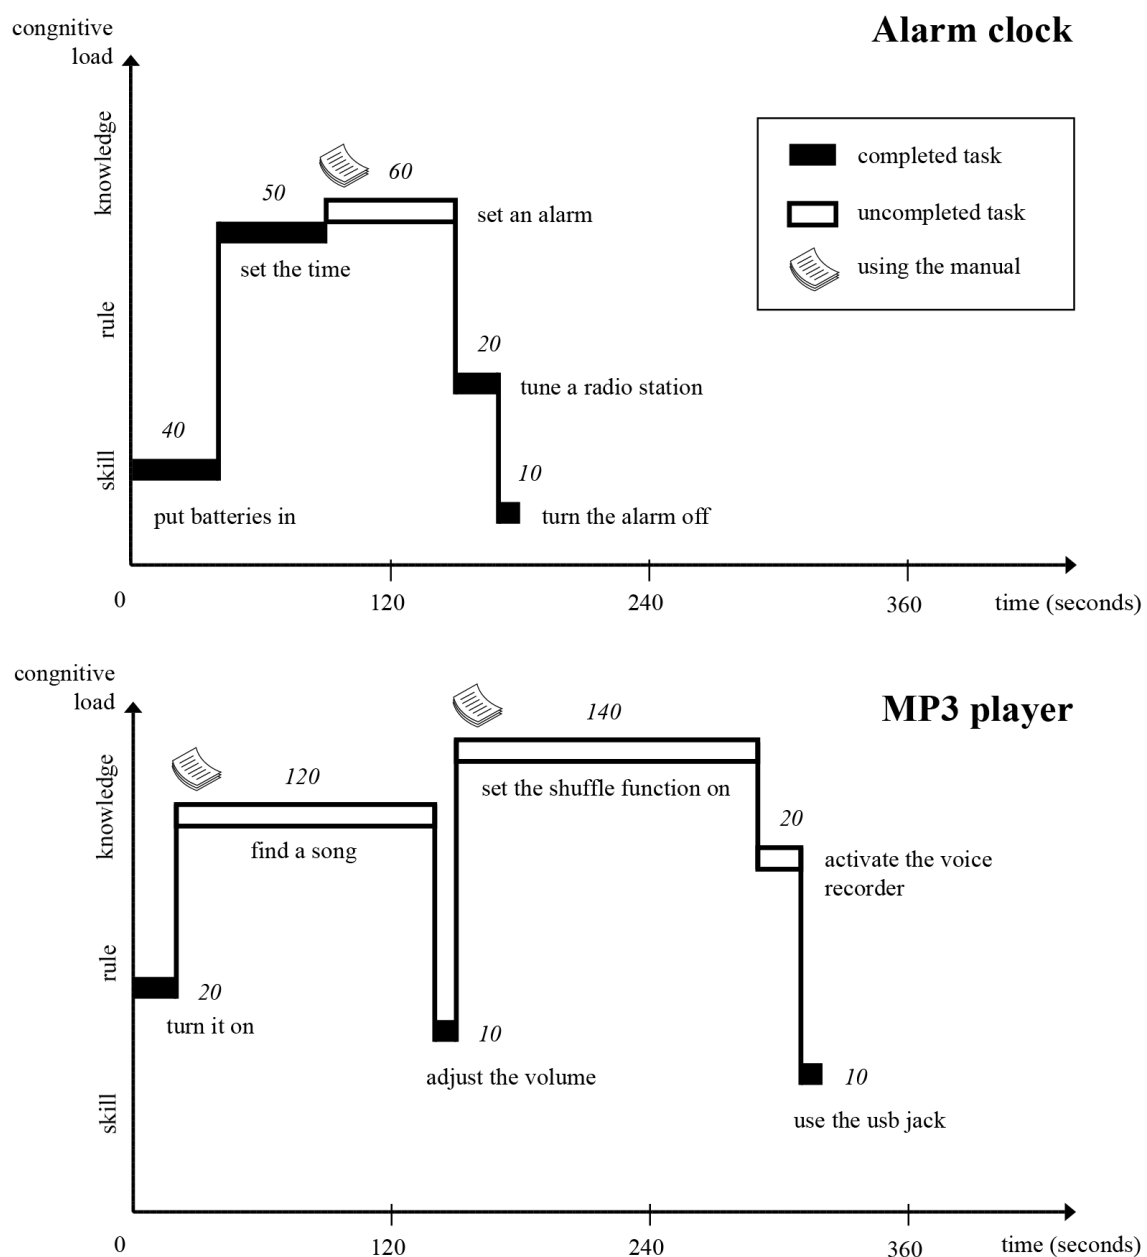 congnitive
load
Alarm clock
knowledge
rule
skill
completed task
uncompleted task
using the manual
50
60
set an alarm
set the time
20
tune a radio station
40
10
put batteries in
turn the alarm off
0
120
240
360
time (seconds)
congnitive
load
MP3 player
knowledge
rule
skill
140
120
set the shuffle function on
20
find a song
activate the voice
recorder
20
turn it on
10
adjust the volume
10
use the usb jack
0
120
240
360
time (seconds)